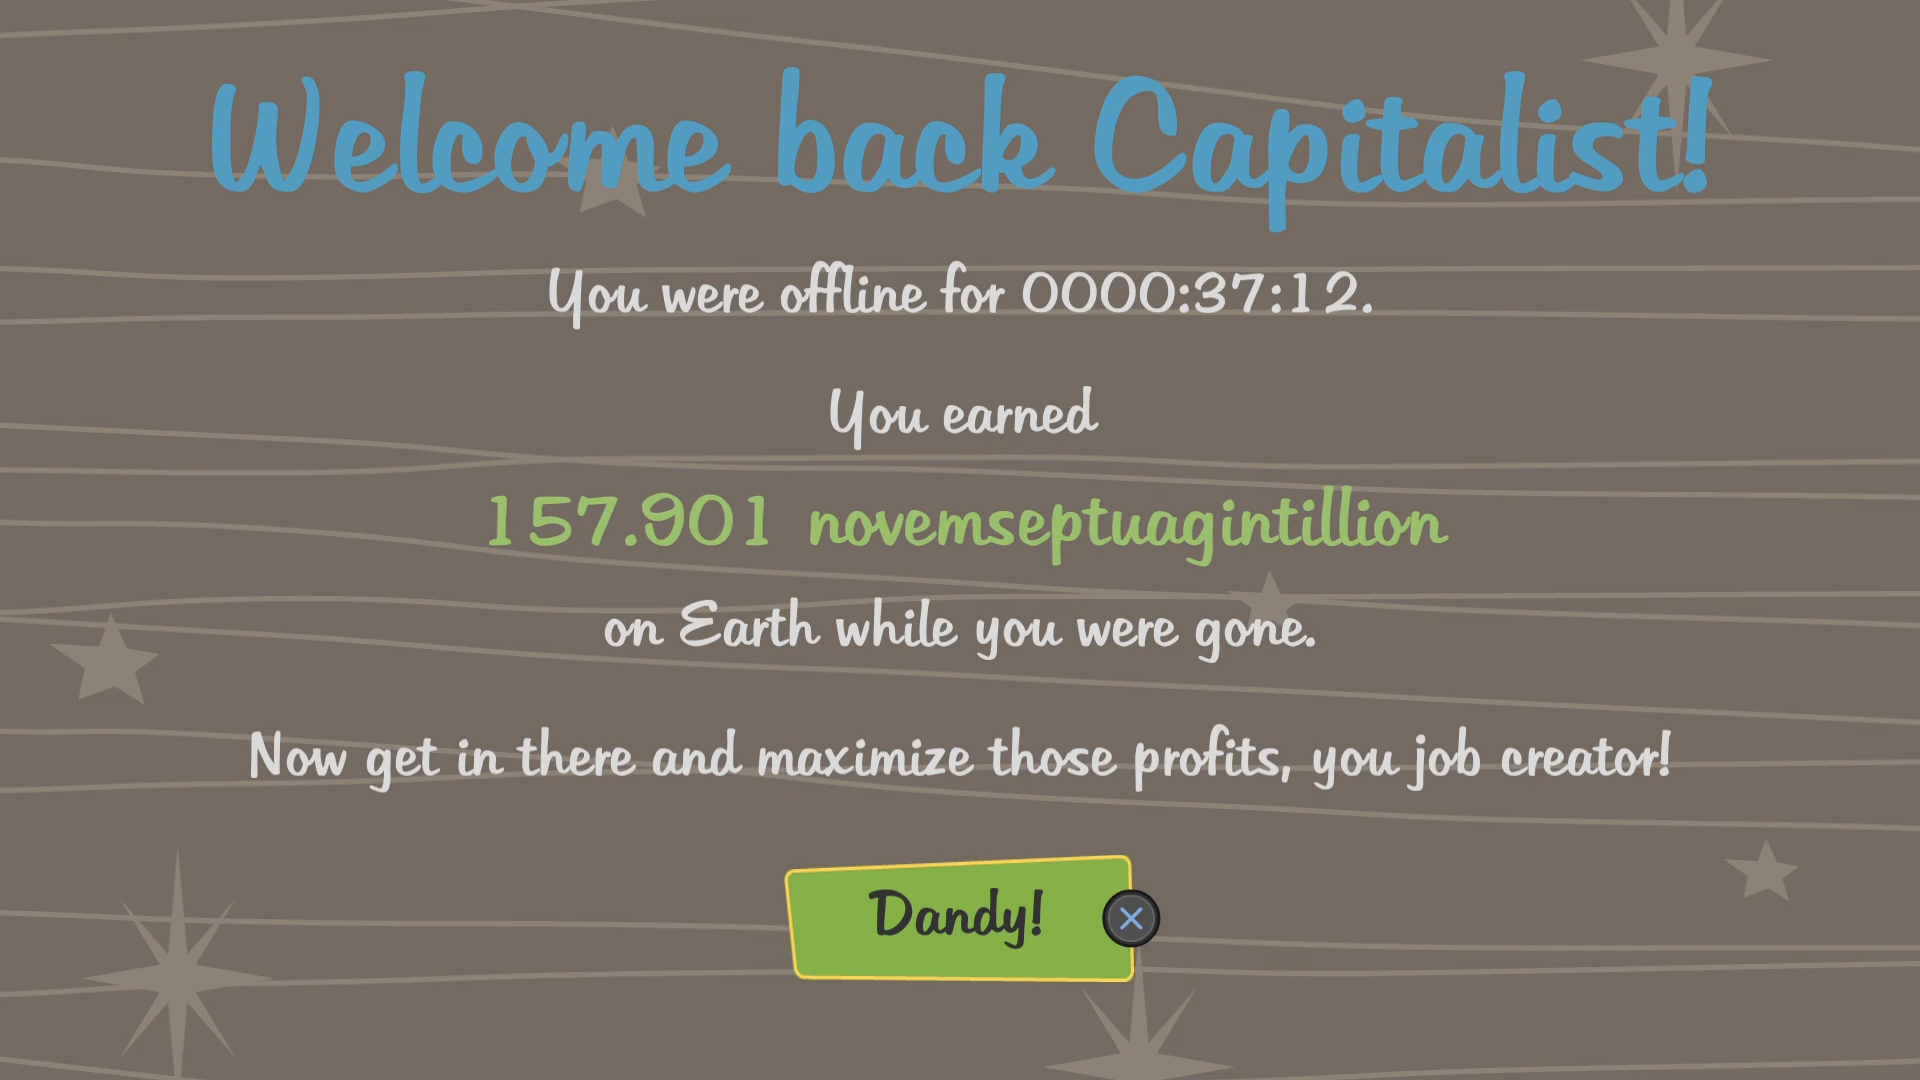 Welcome back Capitalist!
You were offline for 0000:37:12.
You earned
157.901 novemseptuagintillion
on Earth while you were gone.
Now get in there and maximize those profits, you job creator!
Dandy!